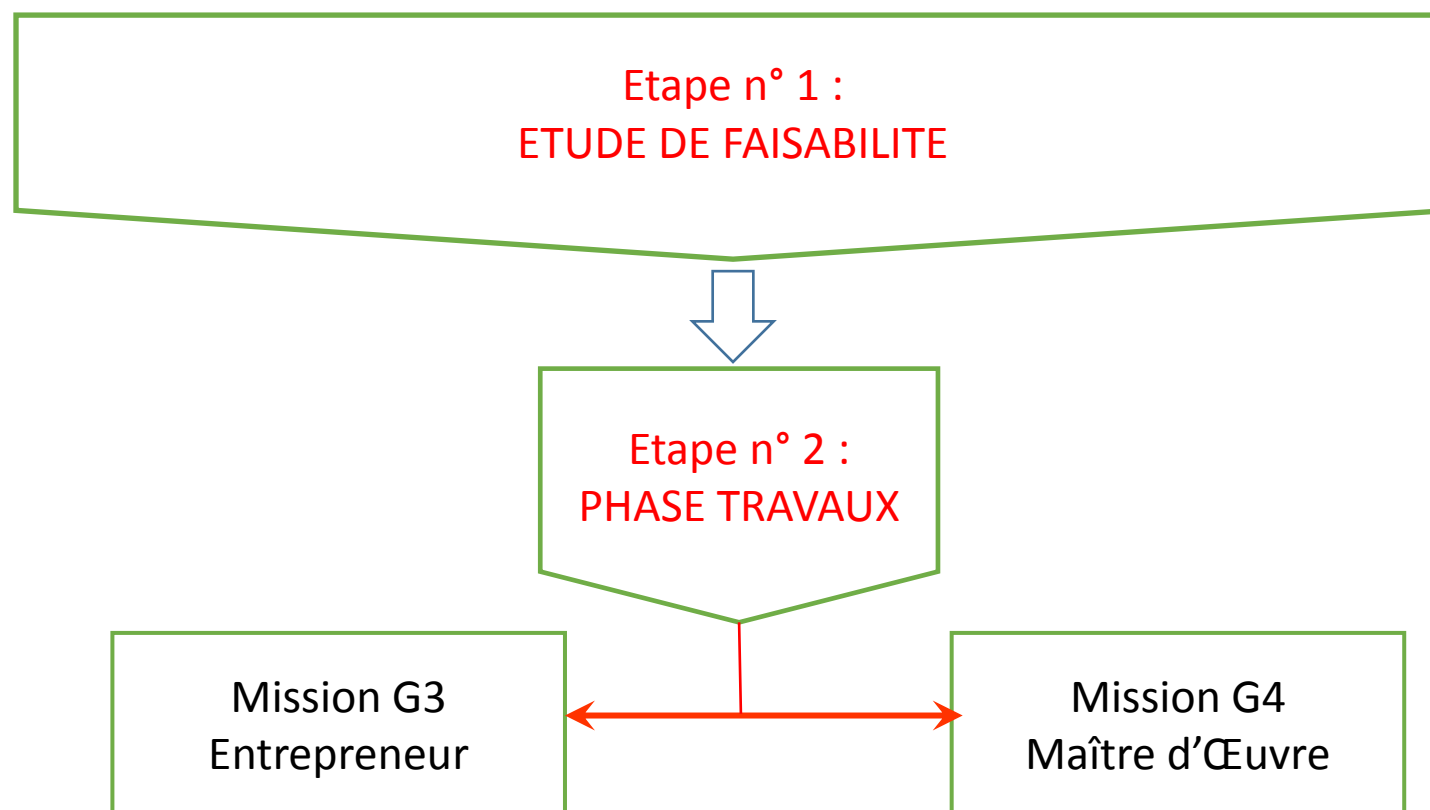 Etape n° 1 :
ETUDE DE FAISABILITE
Etape n° 2 :
PHASE TRAVAUX
Mission G3
Entrepreneur
Mission G4
Maître d’Œuvre